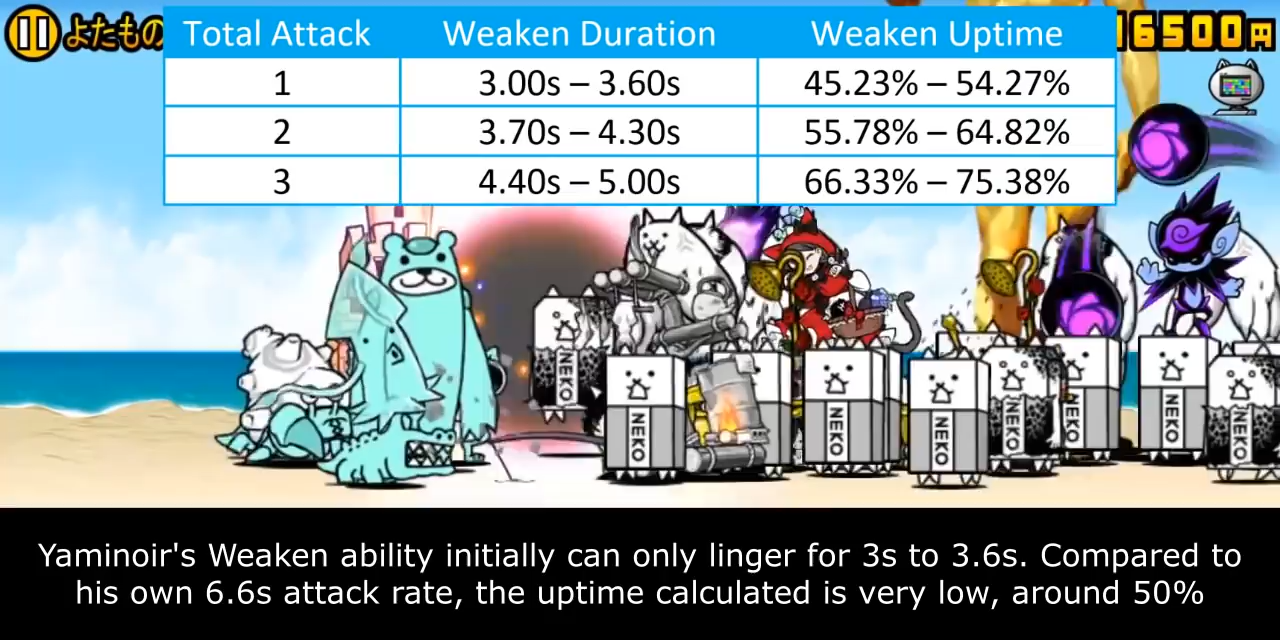 よたもの
16500円
Total Attack Weaken Duration Weaken Uptime
1 3.00s – 3.60s 45.23% – 54.27%
2 3.70s – 4.30s 55.78% – 64.82%
3 4.40s – 5.00s 66.33% – 75.38%
NEKO
NEKO
NEKO
NEKO
NEKO
NEKO
NEKO
NEKO
Yaminoir's Weaken ability initially can only linger for 3s to 3.6s. Compared to
his own 6.6s attack rate, the uptime calculated is very low, around 50%